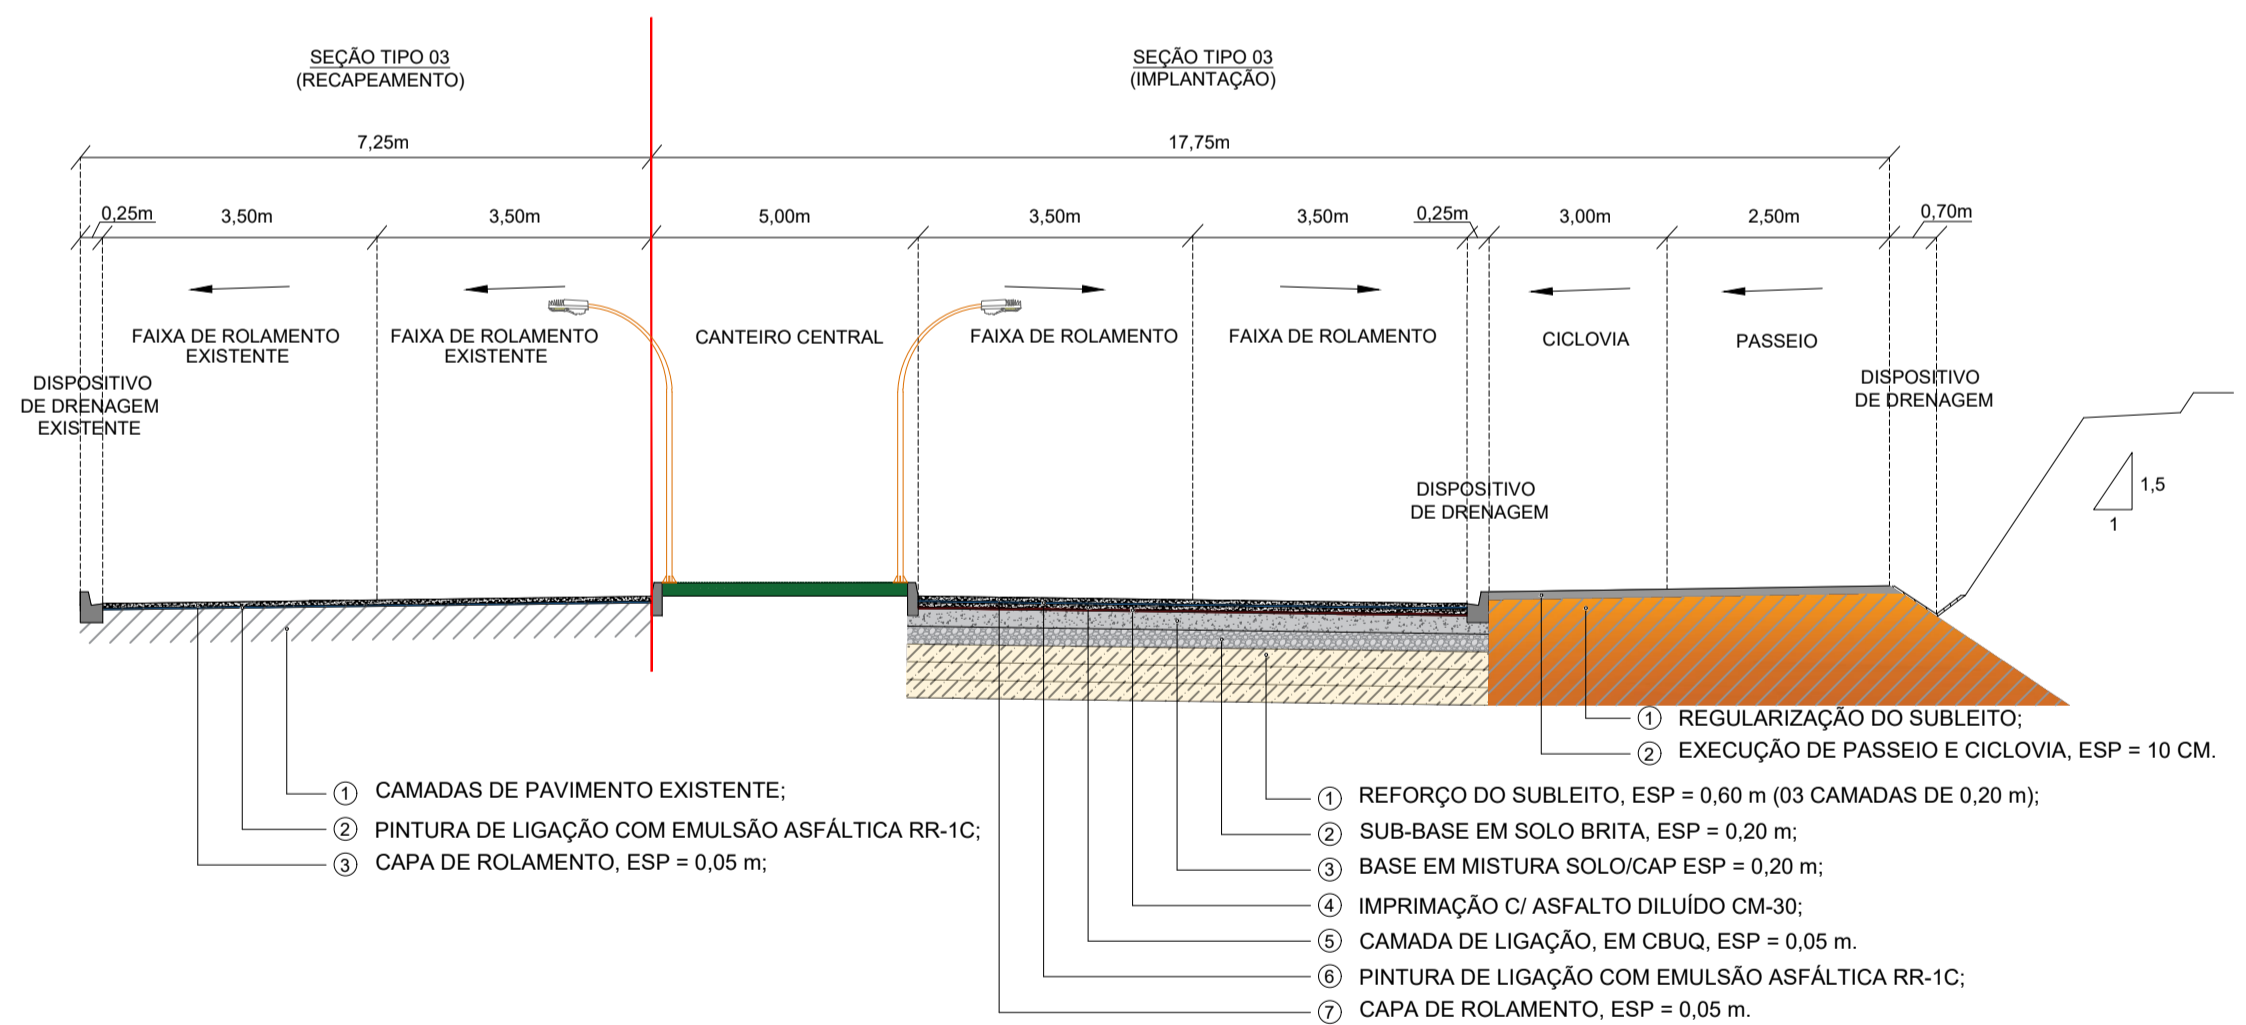 SEÇÃO TIPO 03
(RECAPEAMENTO)
SEÇÃO TIPO 03
(IMPLANTAÇÃO)
7,25m
17,75m
0,25m
3,50m
3,50m
5,00m
3,50m
3,50m
0,25m
3,00m
2,50m
0,70m
FAIXA DE ROLAMENTO
EXISTENTE
FAIXA DE ROLAMENTO
EXISTENTE
CANTEIRO CENTRAL
FAIXA DE ROLAMENTO
FAIXA DE ROLAMENTO
CICLOVIA
PASSEIO
DISPOSITIVO
DE DRENAGEM
EXISTENTE
DISPOSITIVO
DE DRENAGEM
DISPOSITIVO
DE DRENAGEM
1,5
1
1 REGULARIZAÇÃO DO SUBLEITO;
2 EXECUÇÃO DE PASSEIO E CICLOVIA, ESP = 10 CM.
1 CAMADAS DE PAVIMENTO EXISTENTE;
2 PINTURA DE LIGAÇÃO COM EMULSÃO ASFÁLTICA RR-1C;
3 CAPA DE ROLAMENTO, ESP = 0,05 m;
1 REFORÇO DO SUBLEITO, ESP = 0,60 m (03 CAMADAS DE 0,20 m);
2 SUB-BASE EM SOLO BRITA, ESP = 0,20 m;
3 BASE EM MISTURA SOLO/CAP ESP = 0,20 m;
4 IMPRIMAÇÃO C/ ASFALTO DILUÍDO CM-30;
5 CAMADA DE LIGAÇÃO, EM CBUQ, ESP = 0,05 m.
6 PINTURA DE LIGAÇÃO COM EMULSÃO ASFÁLTICA RR-1C;
7 CAPA DE ROLAMENTO, ESP = 0,05 m.